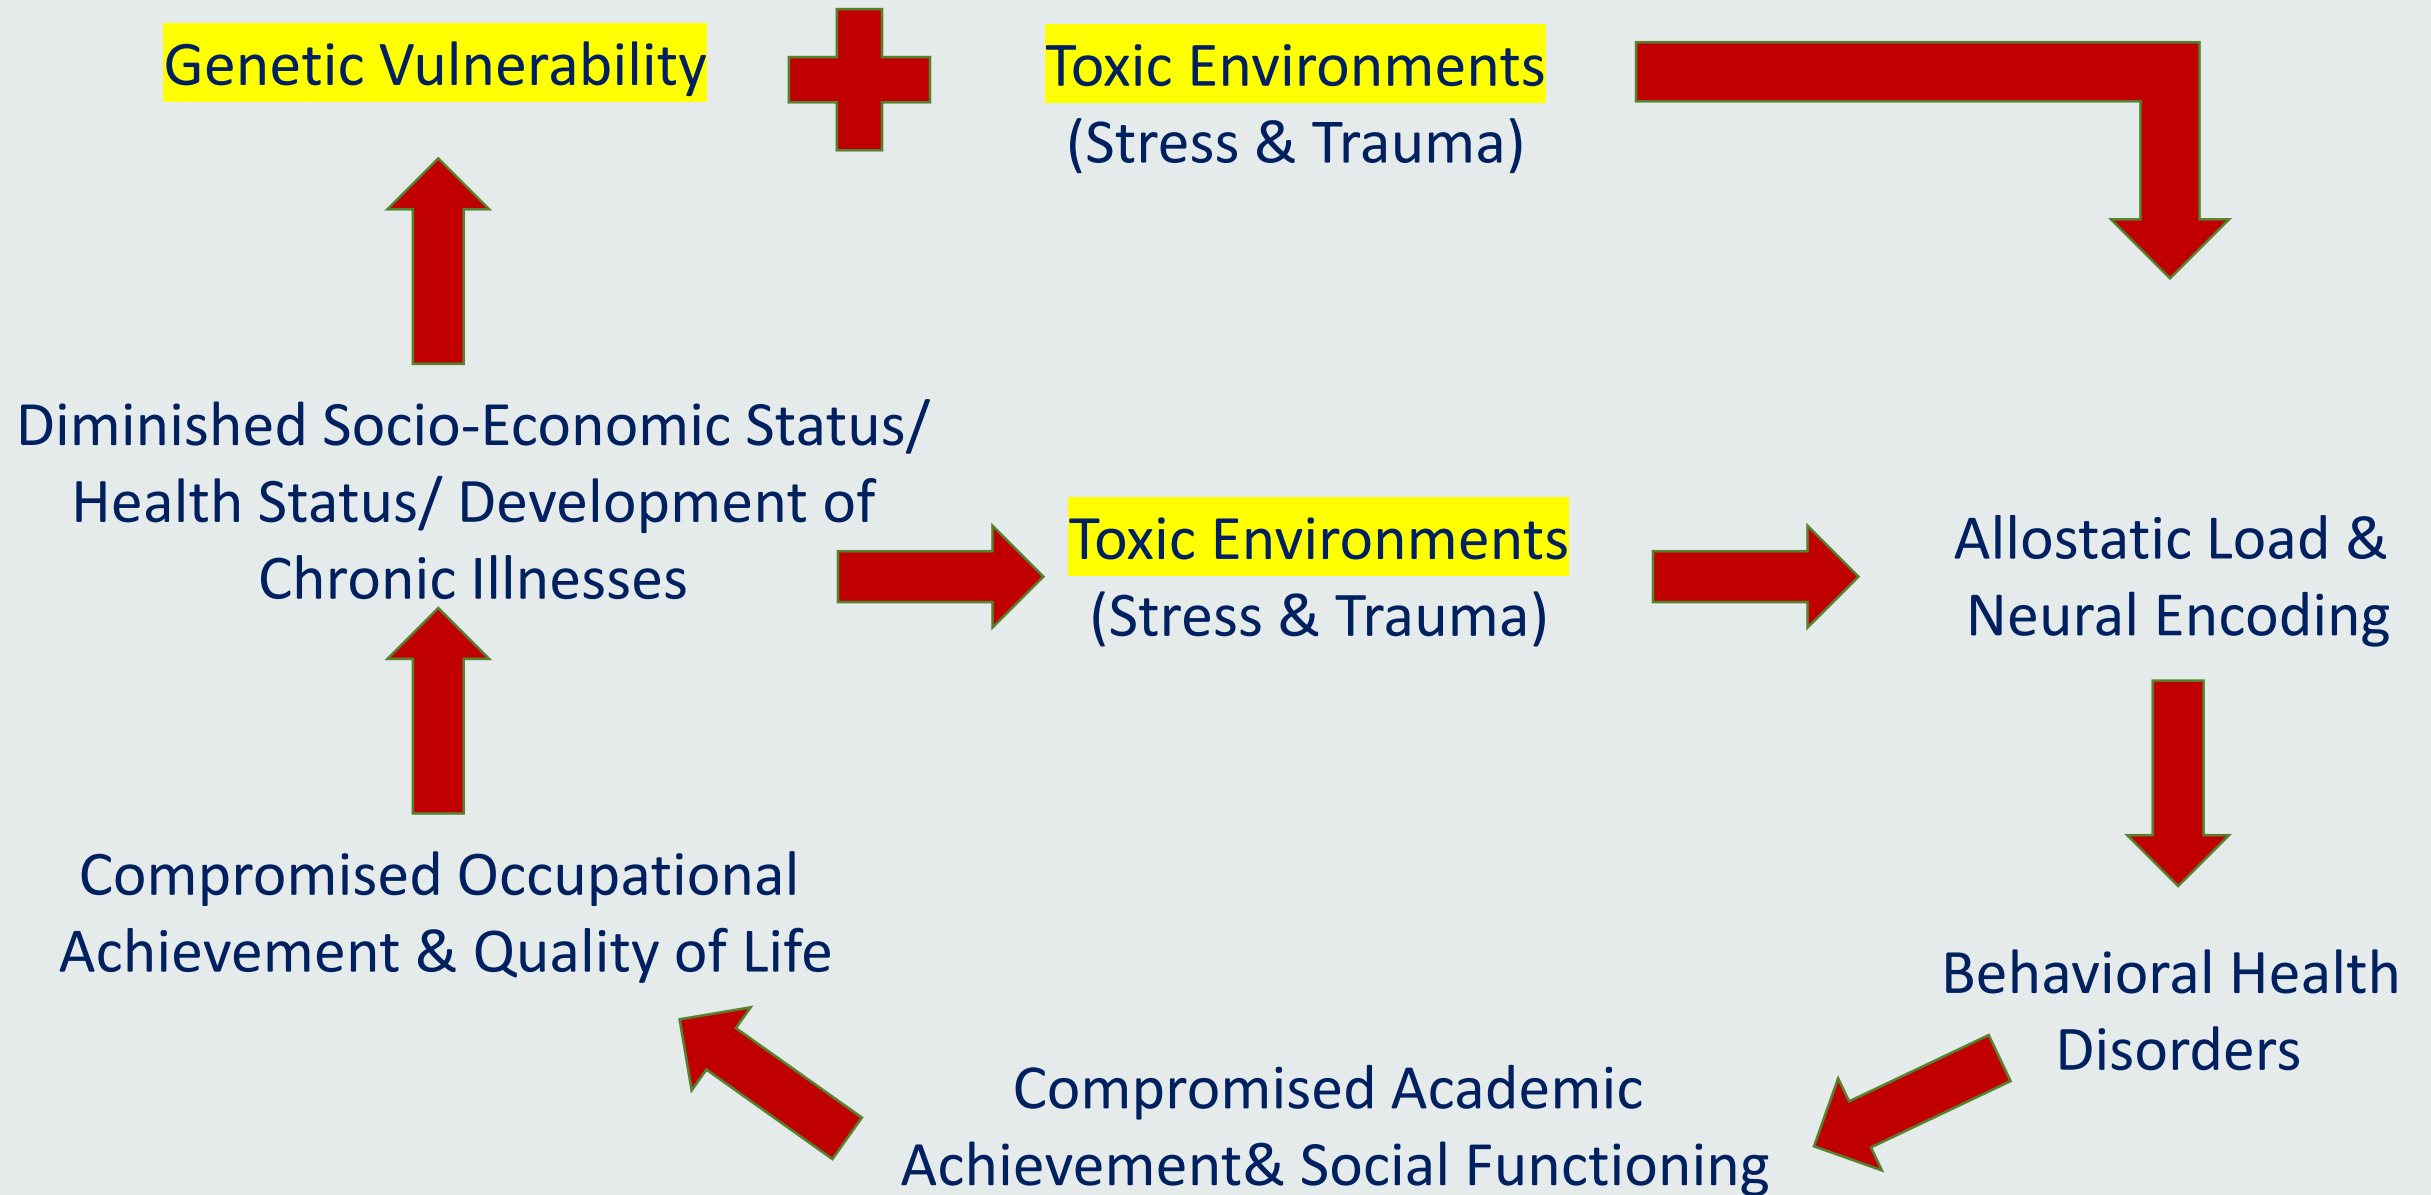 Genetic Vulnerability
Toxic Environments
(Stress & Trauma)
Diminished Socio-Economic Status/
Health Status/ Development of
Chronic Illnesses
Toxic Environments
(Stress & Trauma)
Allostatic Load &
Neural Encoding
Compromised Occupational
Achievement & Quality of Life
Behavioral Health
Disorders
Compromised Academic
Achievement& Social Functioning